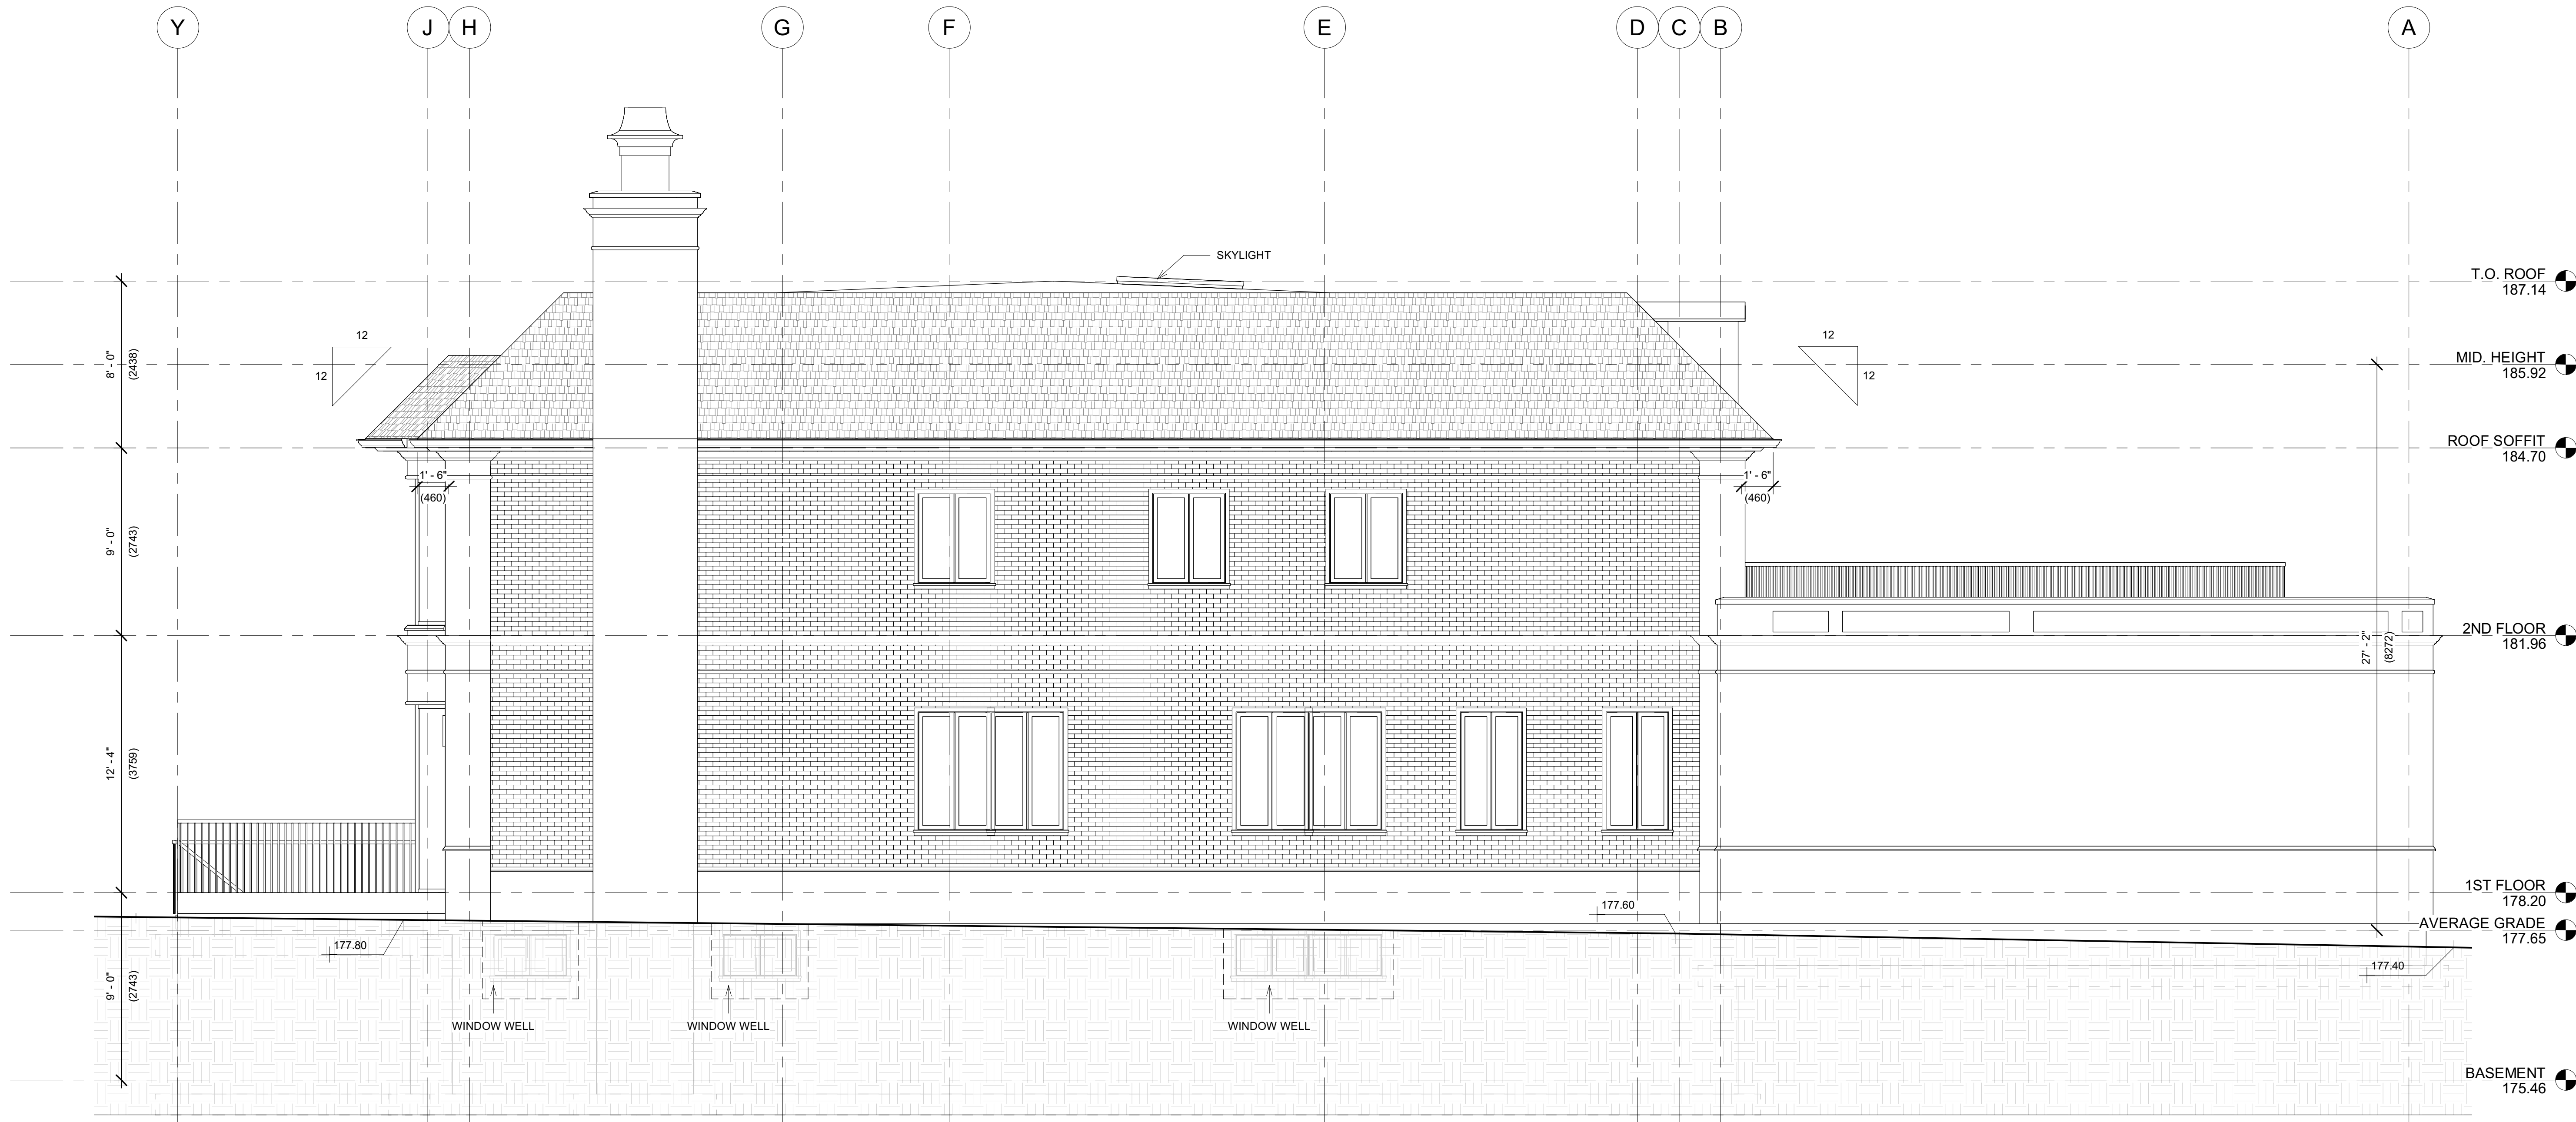 Y J H G F E D C B A
SKYLIGHT
T.O. ROOF
187.14
12
12
12
12
8' - 0"
(2438)
MID. HEIGHT
185.92
ROOF SOFFIT
184.70
1' - 6"
(460)
1' - 6"
(460)
9' - 0"
(2743)
2ND FLOOR
181.96
27' - 2"
(8272)
12' - 4"
(3759)
1ST FLOOR
178.20
177.60
AVERAGE GRADE
177.65
177.80
177.40
9' - 0"
(2743)
WINDOW WELL
WINDOW WELL
WINDOW WELL
BASEMENT
175.46